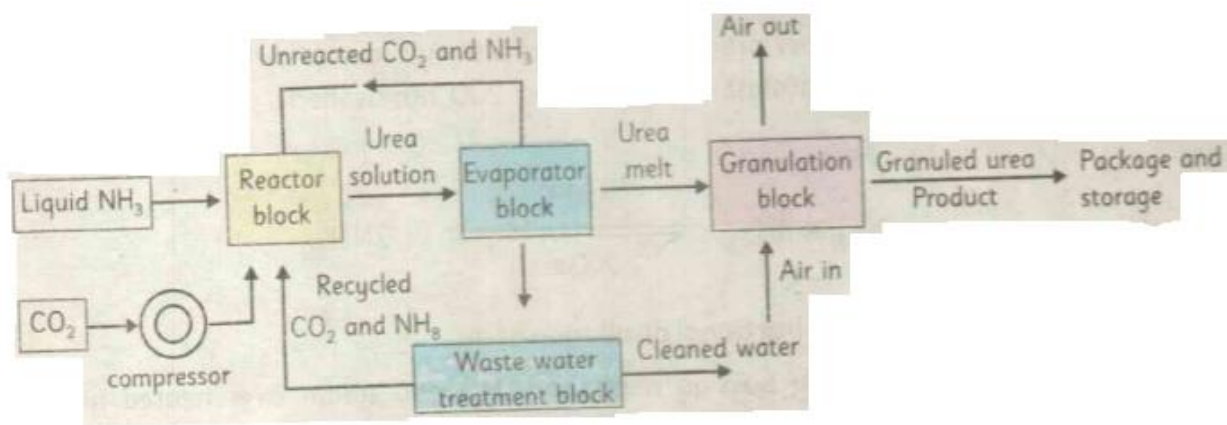 Air out
Unreacted CO₂ and NH₃
Urea
solution
Urea
melt
Liquid NH₃
Reactor
block
Evaporator
block
Granulation
block
Granuled urea
Product
Package and
storage
Air in
CO₂
compressor
Recycled
CO₂ and NH₈
Waste water
treatment block
Cleaned water